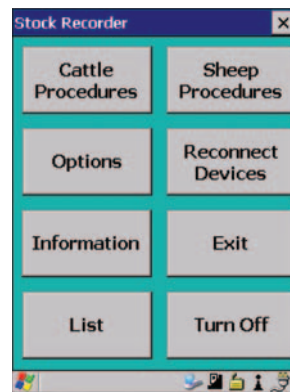 Stock Recorder
Cattle
Procedures
Sheep
Procedures
Options
Reconnect
Devices
Information
Exit
List
Turn Off